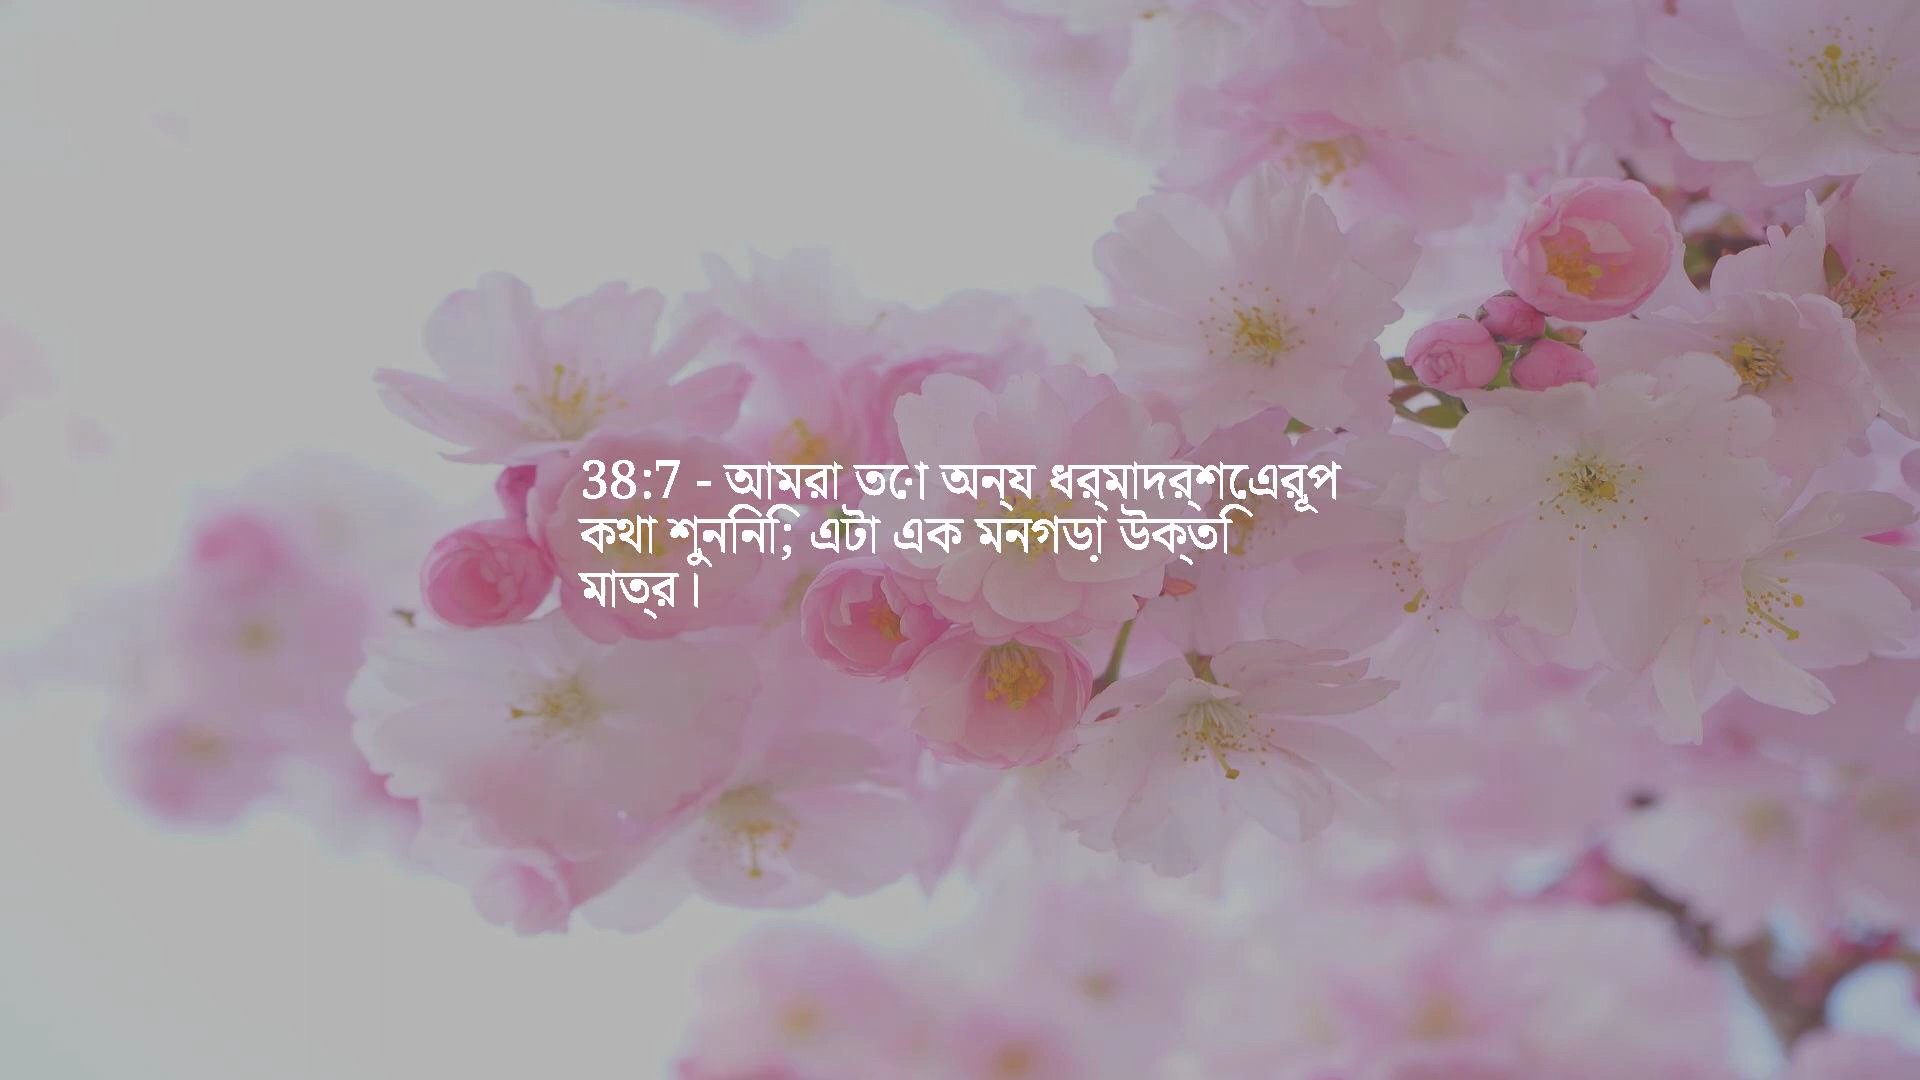 38:7 - আমরা তো অন্য ধর্মাদর্শে এরূপ
কথা শুনিনি; এটা এক মনগড়া উক্তি
মাত্র।